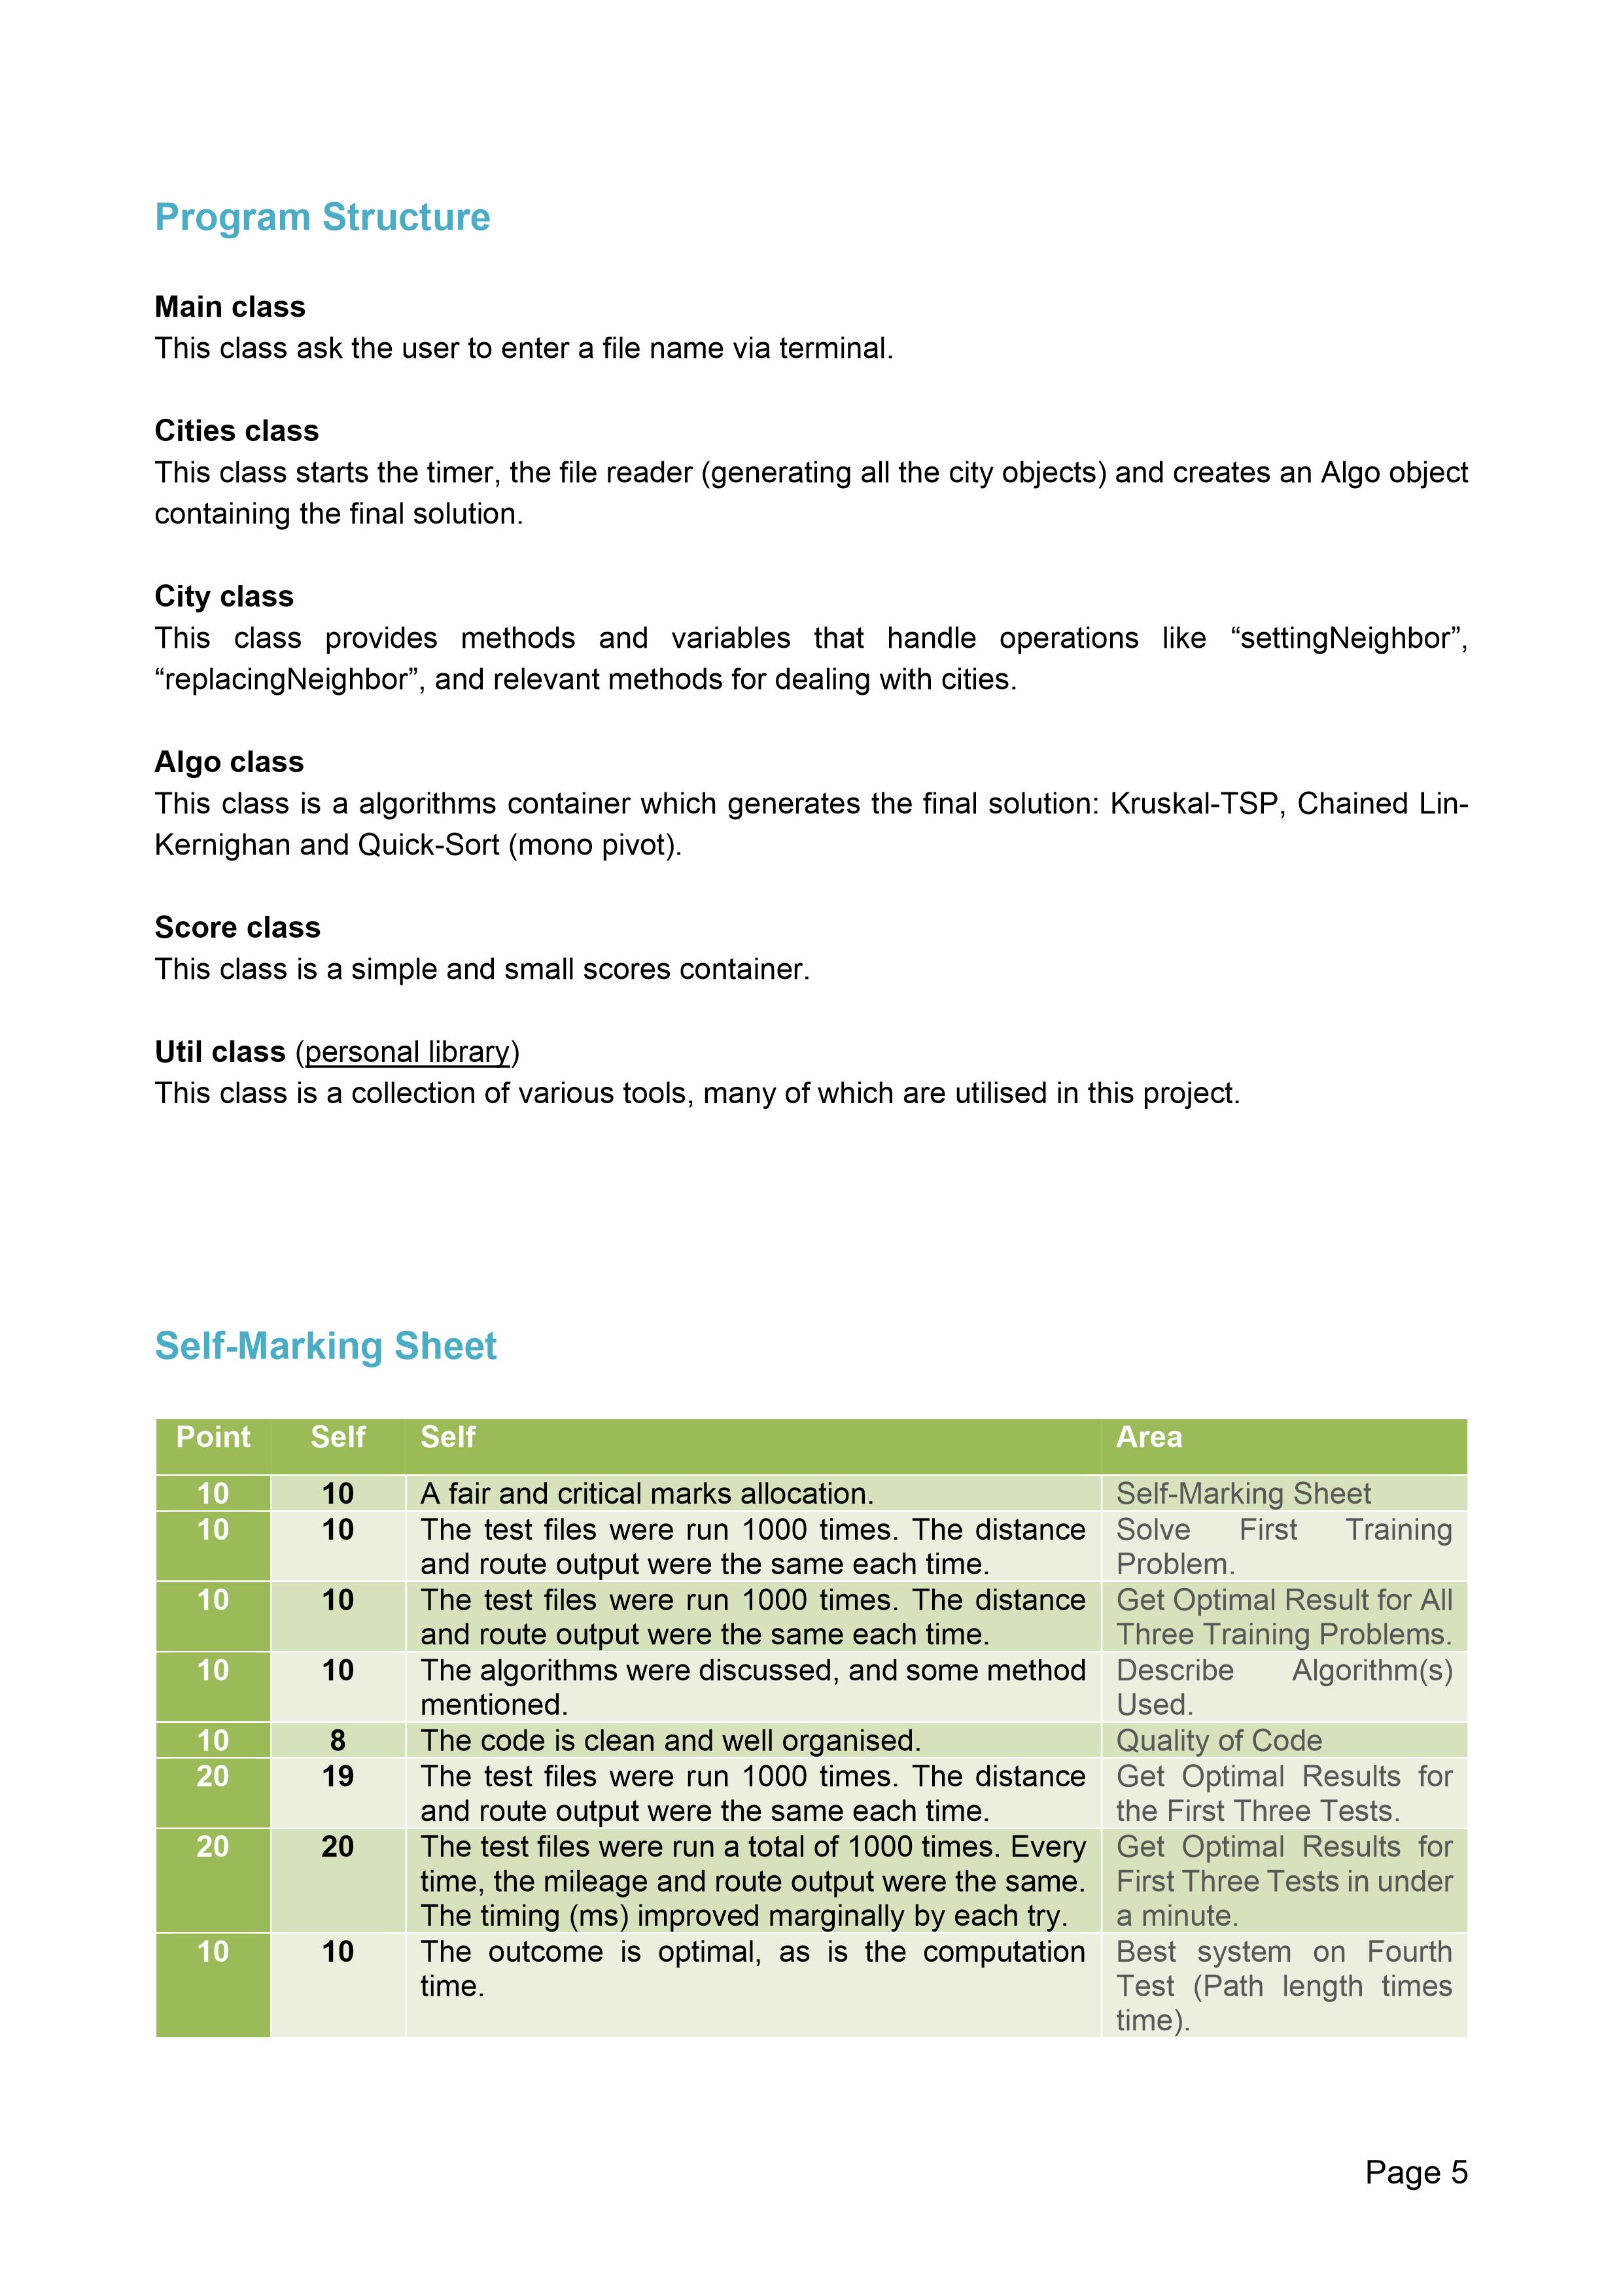 Program Structure
Main class
This class ask the user to enter a file name via terminal.
Cities class
This class starts the timer, the file reader (generating all the city objects) and creates an Algo object
containing the final solution.
City class
This class provides methods and variables that handle operations like “settingNeighbor”,
“replacingNeighbor”, and relevant methods for dealing with cities.
Algo class
This class is a algorithms container which generates the final solution: Kruskal-TSP, Chained Lin-
Kernighan and Quick-Sort (mono pivot).
Score class
This class is a simple and small scores container.
Util class (personal library)
This class is a collection of various tools, many of which are utilised in this project.
Self-Marking Sheet
Point Self Self Area
10 10 A fair and critical marks allocation. Self-Marking Sheet
10 10 The test files were run 1000 times. The distance Solve First Training
and route output were the same each time. Problem.
10 10 The test files were run 1000 times. The distance Get Optimal Result for All
and route output were the same each time. Three Training Problems.
10 10 The algorithms were discussed, and some method Describe Algorithm(s)
mentioned. Used.
10 8 The code is clean and well organised. Quality of Code
20 19 The test files were run 1000 times. The distance Get Optimal Results for
and route output were the same each time. the First Three Tests.
20 20 The test files were run a total of 1000 times. Every Get Optimal Results for
time, the mileage and route output were the same. First Three Tests in under
The timing (ms) improved marginally by each try. a minute.
10 10 The outcome is optimal, as is the computation Best system on Fourth
time. Test (Path length times
time).
Page 5